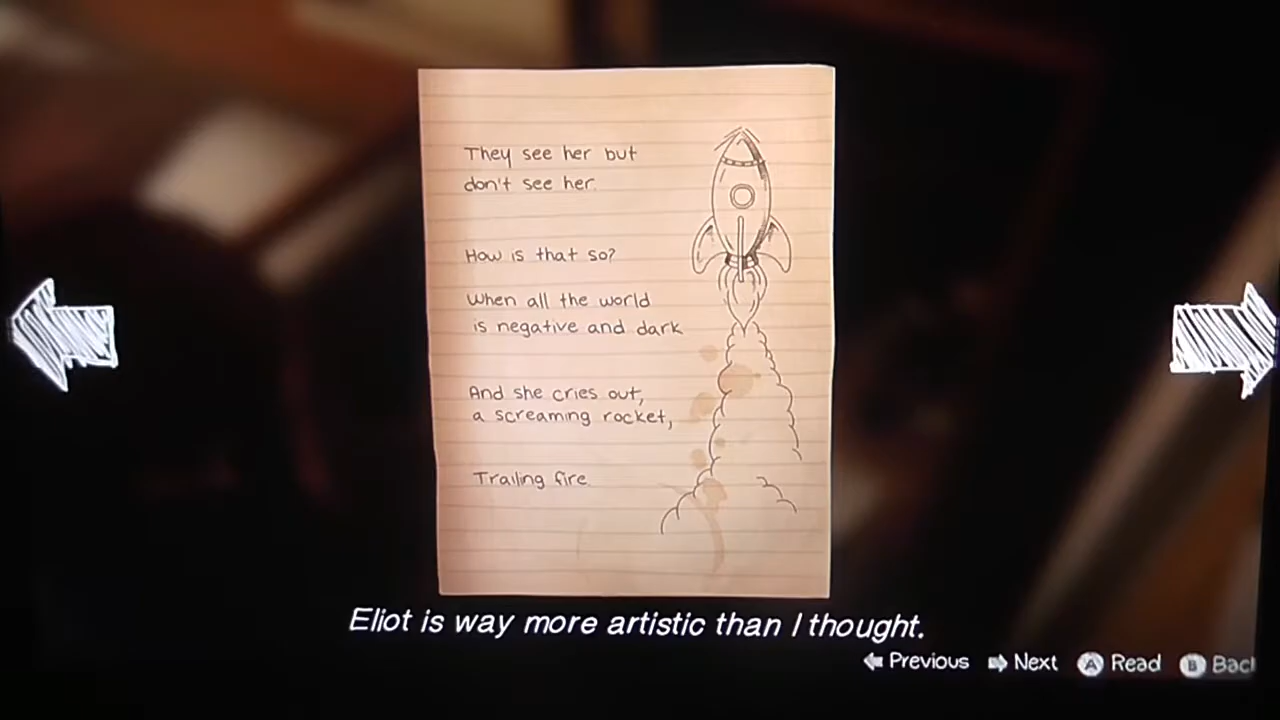 They see her but
don't see her.
How is that so?
When all the world
is negative and dark
And she cries out,
a screaming rocket,
Trailing fire.
Eliot is way more artistic than I thought.
Previous Next A Read B Back